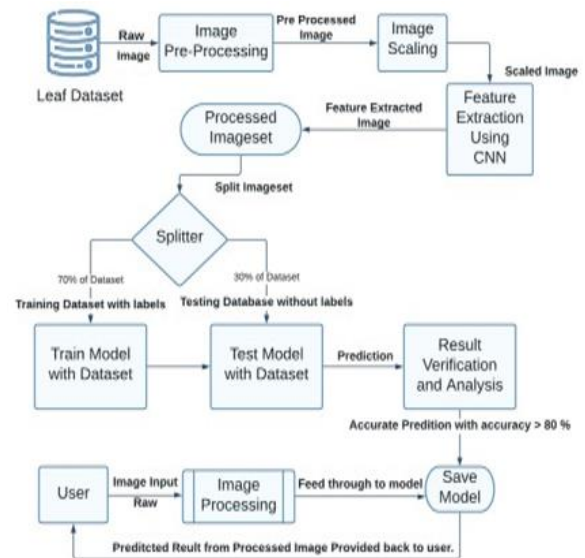 Leaf Dataset
Raw
Image
Image
Pre-Processing
Pre Processed
Image
Image
Scaling
Scaled Image
Feature
Extraction
Using
CNN
Feature Extracted
Image
Processed
Imageset
Split Imageset
Splitter
70% of Dataset
30% of Dataset
Training Dataset with labels
Testing Database without labels
Train Model
with Dataset
Test Model
with Dataset
Prediction
Result
Verification
and Analysis
Accurate Predition with accuracy > 80 %
User
Image Input
Raw
Image
Processing
Feed through to model
Save
Model
Preditcted Reult from Processed Image Provided back to user.